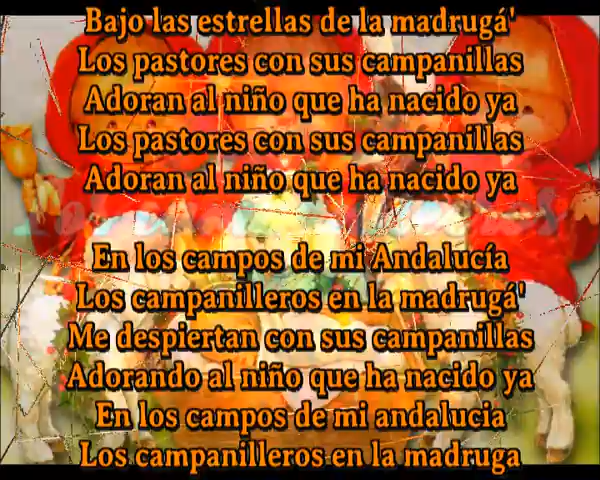 Bajo las estrellas de la madrugá'
Los pastores con sus campanillas
Adoran al niño que ha nacido ya
Los pastores con sus campanillas
Adoran al niño que ha nacido ya
En los campos de mi Andalucía
Los campanilleros en la madrugá'
Me despiertan con sus campanillas
Adorando al niño que ha nacido ya
En los campos de mi andalucia
Los campanilleros en la madruga